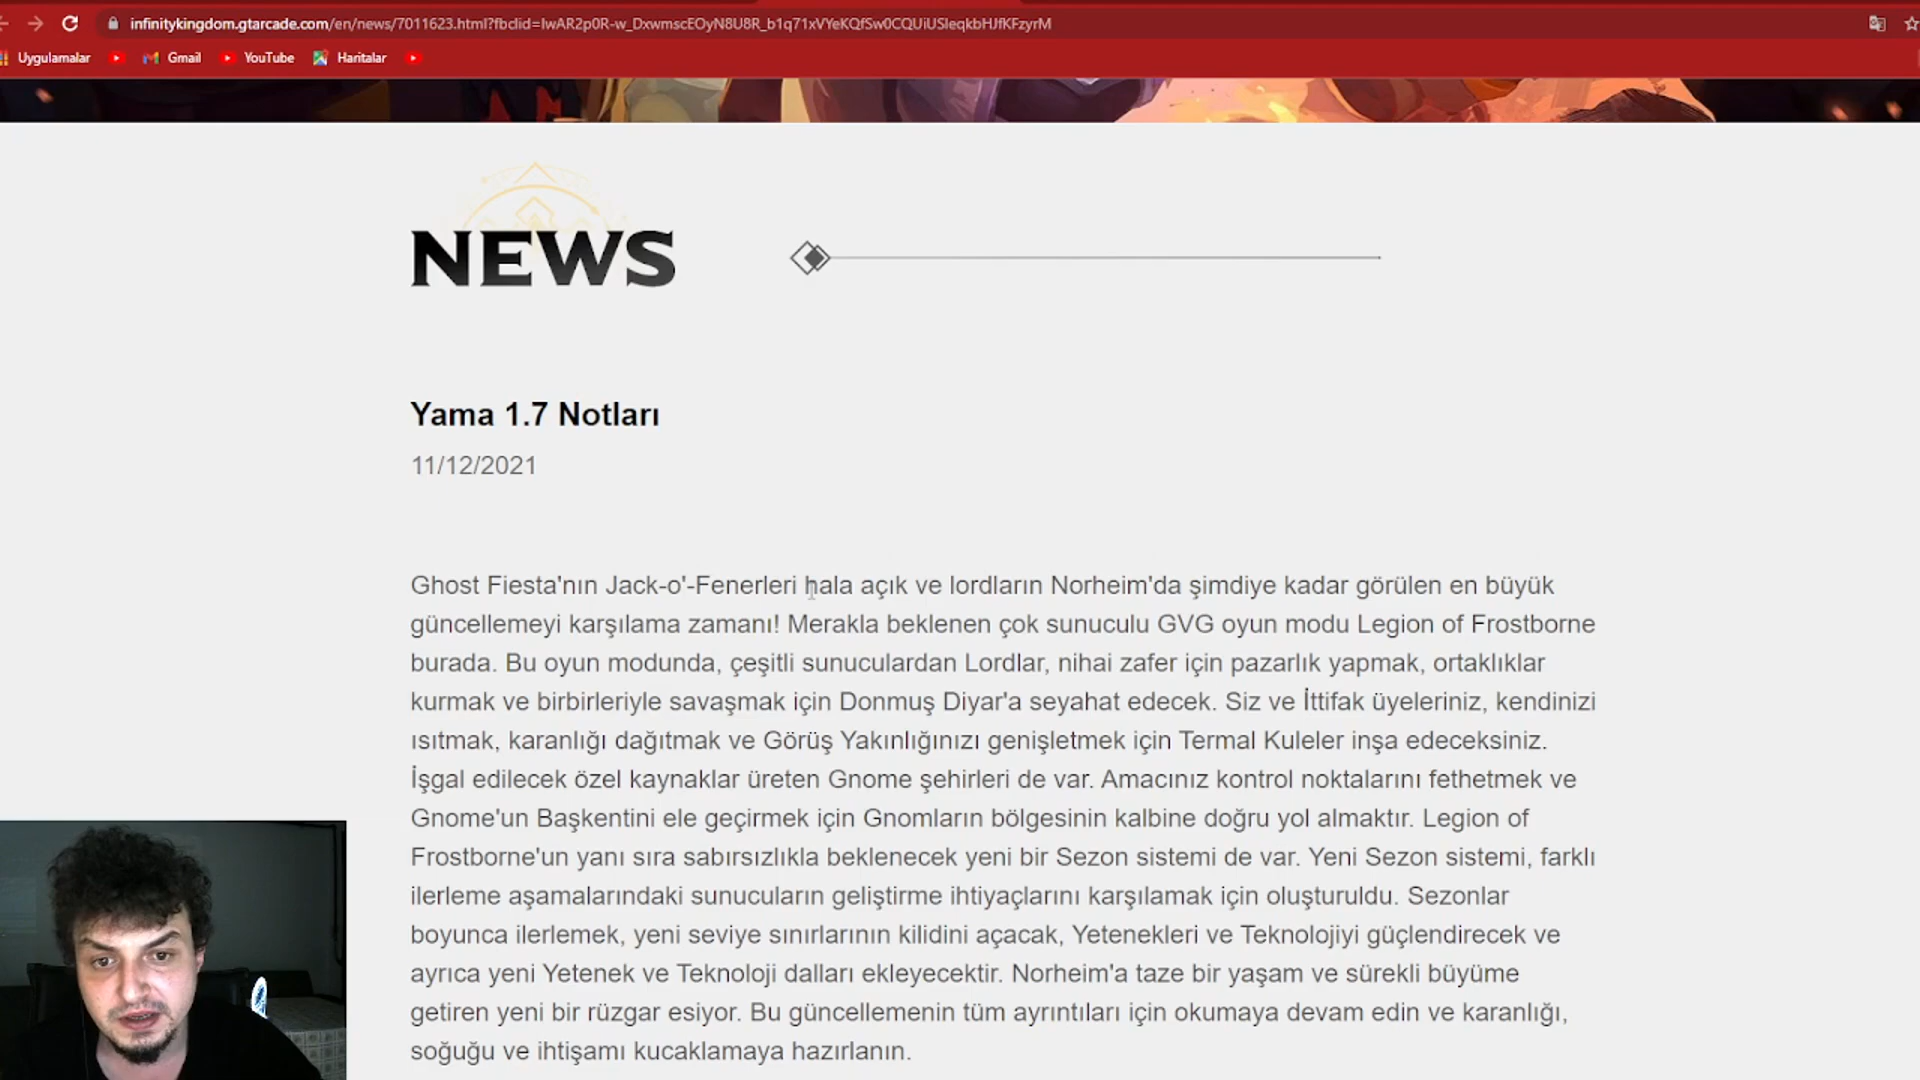 infinitykingdom.gtarcade.com/en/news/7011623.html?fbclid=IwAR2p0R-w_DxwmscEOyN8U8R_b1q71xVYeKQfSw0CQUiUSleqkbHJfKFzyrM
Uygulamalar Gmail YouTube Haritalar
NEWS
Yama 1.7 Notları
11/12/2021
Ghost Fiesta'nın Jack-o'-Fenerleri hala açık ve lordların Norheim'da şimdiye kadar görülen en büyük
güncellemeyi karşılama zamanı! Merakla beklenen çok sunuculu GVG oyun modu Legion of Frostborne
burada. Bu oyun modunda, çeşitli sunuculardan Lordlar, nihai zafer için pazarlık yapmak, ortaklıklar
kurmak ve birbirleriyle savaşmak için Donmuş Diyar'a seyahat edecek. Siz ve İttifak üyeleriniz, kendinizi
ısıtmak, karanlığı dağıtmak ve Görüş Yakınlığınızı genişletmek için Termal Kuleler inşa edeceksiniz.
İşgal edilecek özel kaynaklar üreten Gnome şehirleri de var. Amacınız kontrol noktalarını fethetmek ve
Gnome'un Başkentini ele geçirmek için Gnomların bölgesinin kalbine doğru yol almaktır. Legion of
Frostborne'un yanı sıra sabırsızlıkla beklenecek yeni bir Sezon sistemi de var. Yeni Sezon sistemi, farklı
ilerleme aşamalarındaki sunucuların geliştirme ihtiyaçlarını karşılamak için oluşturuldu. Sezonlar
boyunca ilerlemek, yeni seviye sınırlarının kilidini açacak, Yetenekleri ve Teknolojiyi güçlendirecek ve
ayrıca yeni Yetenek ve Teknoloji dalları ekleyecektir. Norheim'a taze bir yaşam ve sürekli büyüme
getiren yeni bir rüzgar esiyor. Bu güncellemenin tüm ayrıntıları için okumaya devam edin ve karanlığı,
soğuğu ve ihtişamı kucaklamaya hazırlanın.